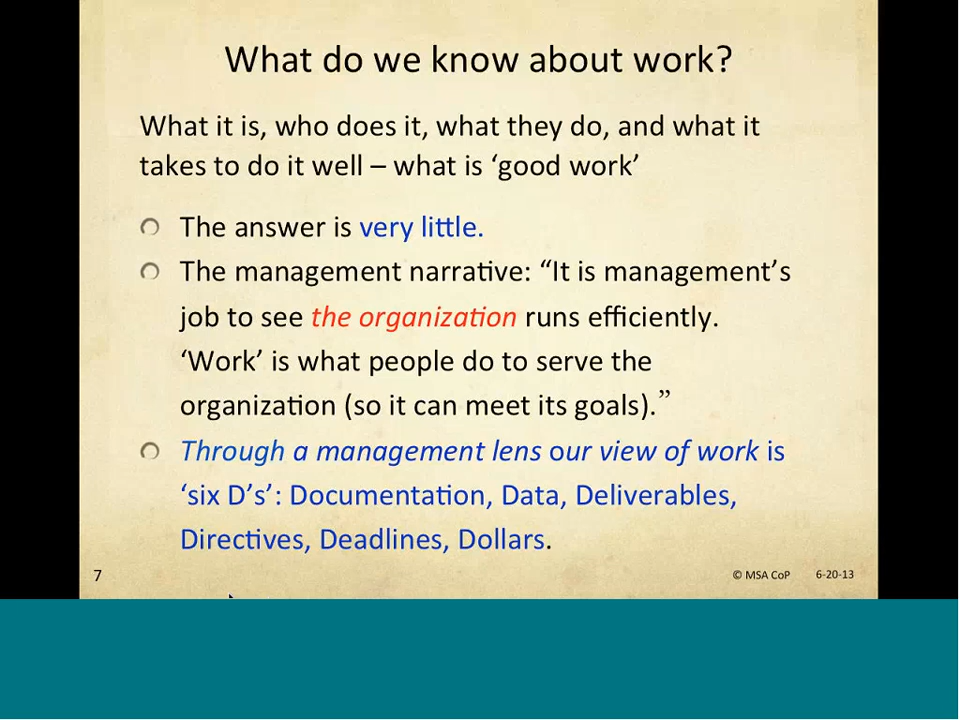 What do we know about work?
What it is, who does it, what they do, and what it
takes to do it well – what is ‘good work’
The answer is very little.
The management narrative: “It is management’s
job to see the organization runs efficiently.
‘Work’ is what people do to serve the
organization (so it can meet its goals).”
Through a management lens our view of work is
‘six D’s’: Documentation, Data, Deliverables,
Directives, Deadlines, Dollars.
7
© MSA CoP 6-20-13